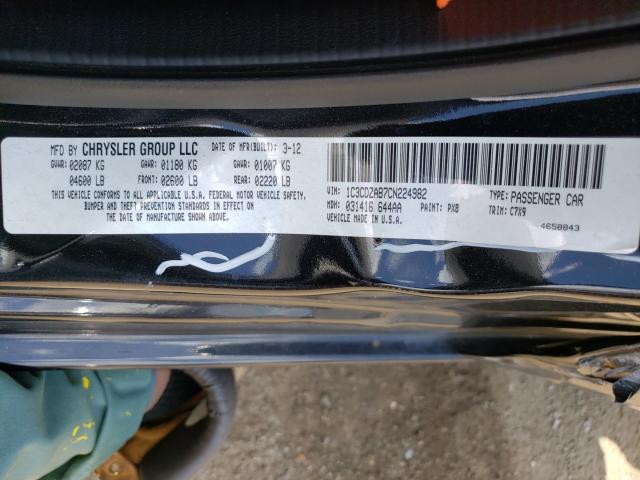 MFD BY CHRYSLER GROUP LLC DATE OF MFR(BUILT): 3-12
GVWR: 02087 KG GAWR: 01180 KG GAWR: 01007 KG
04600 LB FRONT: 02600 LB REAR: 02220 LB
THIS VEHICLE CONFORMS TO ALL APPLICABLE U.S.A. FEDERAL MOTOR VEHICLE SAFETY,
BUMPER AND THEFT PREVENTION STANDARDS IN EFFECT ON
THE DATE OF MANUFACTURE SHOWN ABOVE.
VIN: 1C3CDZAB7CN224982 TYPE: PASSENGER CAR
MDH: 031416 644AA PAINT: PX8 TRIM: C7X9
MADE IN U.S.A. 4658843